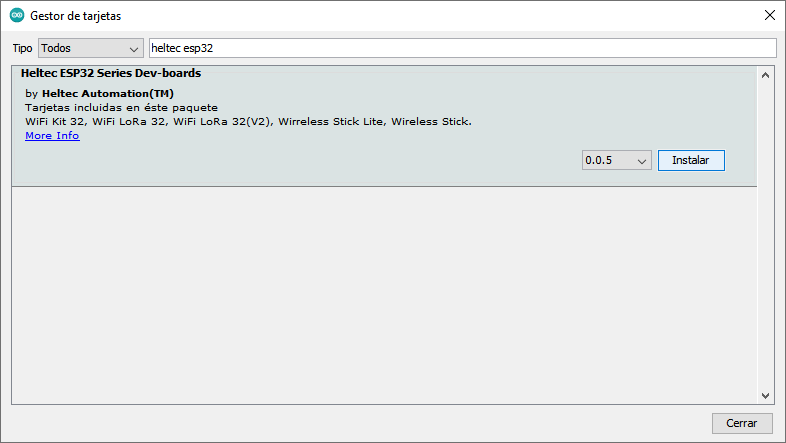 Gestor de tarjetas
Tipo Todos heltec esp32
Heltec ESP32 Series Dev-boards
by Heltec Automation(TM)
Tarjetas incluidas en éste paquete
WiFi Kit 32, WiFi LoRa 32, WiFi LoRa 32(V2), Wirreless Stick Lite, Wireless Stick.
More Info
0.0.5 Instalar
Cerrar